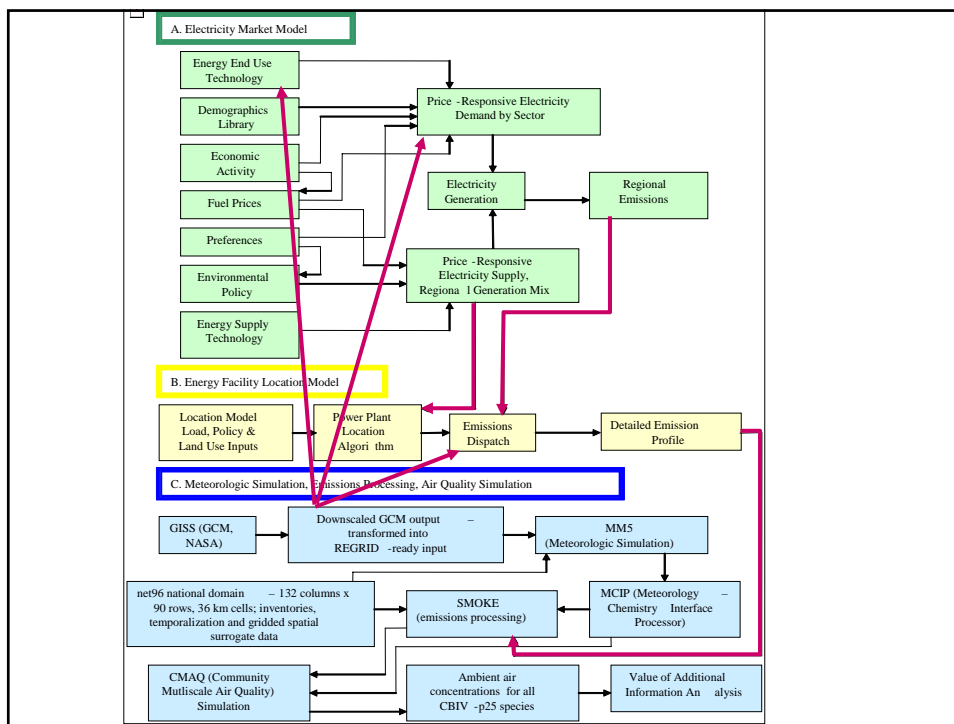 A. Electricity Market Model
Energy End Use
Technology
Demographics
Library
Economic
Activity
Fuel Prices
Preferences
Environmental
Policy
Energy Supply
Technology
Price -Responsive Electricity
Demand by Sector
Electricity
Generation
Regional
Emissions
Price -Responsive
Electricity Supply,
Regiona l Generation Mix
B. Energy Facility Location Model
Location Model
Load, Policy &
Land Use Inputs
Power Plant
Location
Algori thm
Emissions
Dispatch
Detailed Emission
Profile
C. Meteorologic Simulation, Emissions Processing, Air Quality Simulation
GISS (GCM,
NASA)
Downscaled GCM output –
transformed into
REGRID -ready input
MM5
(Meteorologic Simulation)
net96 national domain – 132 columns x
90 rows, 36 km cells; inventories,
temporalization and gridded spatial
surrogate data
SMOKE
(emissions processing)
MCIP (Meteorology –
Chemistry Interface
Processor)
CMAQ (Community
Mutliscale Air Quality)
Simulation
Ambient air
concentrations for all
CBIV -p25 species
Value of Additional
Information An alysis